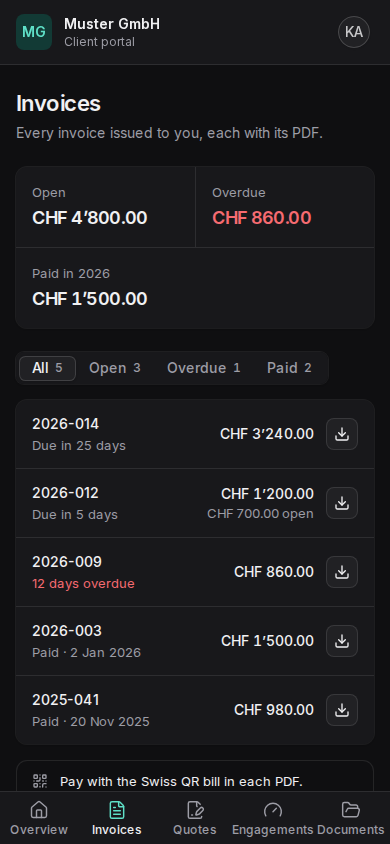 MG
Muster GmbH
Client portal
KA
Invoices
Every invoice issued to you, each with its PDF.
Open
CHF 4’800.00
Overdue
CHF 860.00
Paid in 2026
CHF 1’500.00
All 5
Open 3
Overdue 1
Paid 2
2026-014
Due in 25 days
CHF 3’240.00
2026-012
Due in 5 days
CHF 1’200.00
CHF 700.00 open
2026-009
12 days overdue
CHF 860.00
2026-003
Paid · 2 Jan 2026
CHF 1’500.00
2025-041
Paid · 20 Nov 2025
CHF 980.00
Pay with the Swiss QR bill in each PDF.
Overview
Invoices
Quotes
Engagements
Documents